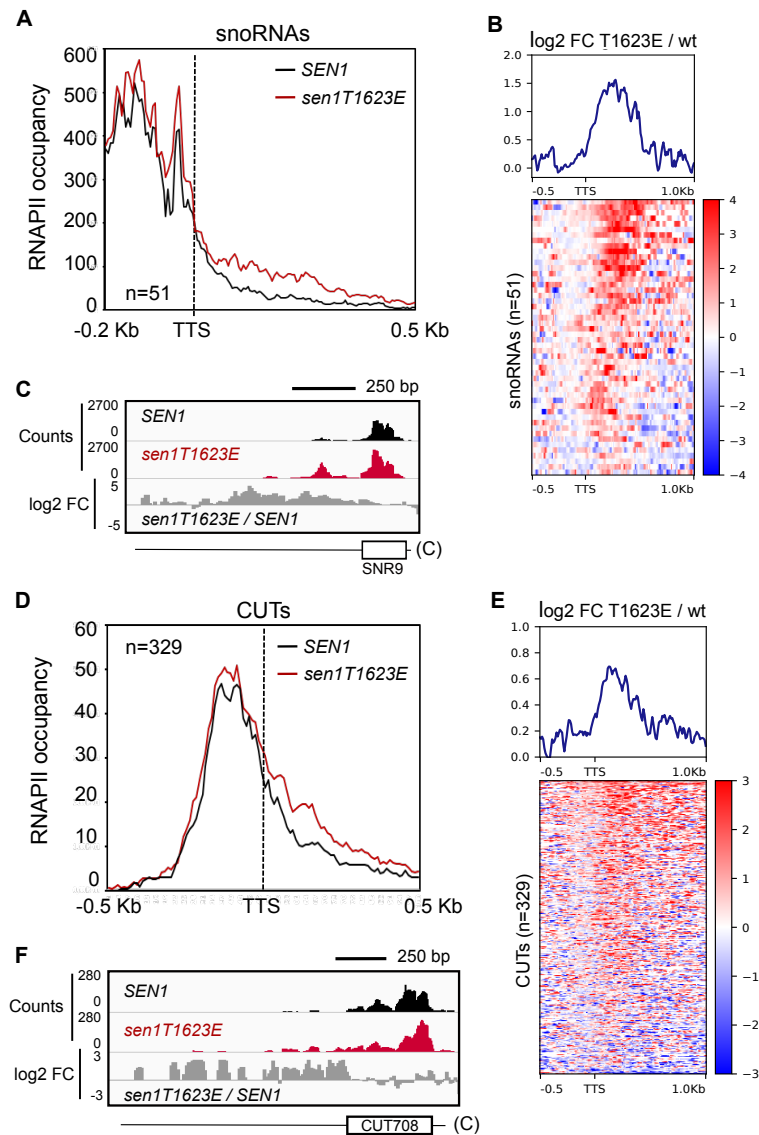 A
snoRNAs
RNAPII occupancy
600
500
400
300
200
100
0
SEN1
sen1T1623E
n=51
-0.2 Kb
TTS
0.5 Kb
B
log2 FC T1623E / wt
2.0
1.5
1.0
0.5
0.0
-0.5
TTS
1.0Kb
snoRNAs (n=51)
4
3
2
1
0
−1
−2
−3
−4
-0.5
TTS
1.0Kb
C
250 bp
Counts
2700
0
SEN1
2700
0
sen1T1623E
log2 FC
5
-5
sen1T1623E / SEN1
(C)
SNR9
D
CUTs
RNAPII occupancy
60
50
40
30
20
10
0
n=329
SEN1
sen1T1623E
-0.5 Kb
TTS
0.5 Kb
E
log2 FC T1623E / wt
1.0
0.8
0.6
0.4
0.2
0.0
-0.5
TTS
1.0Kb
CUTs (n=329)
3
2
1
0
−1
−2
−3
-0.5
TTS
1.0Kb
F
250 bp
Counts
280
0
SEN1
280
0
sen1T1623E
log2 FC
3
-3
sen1T1623E / SEN1
CUT708
(C)